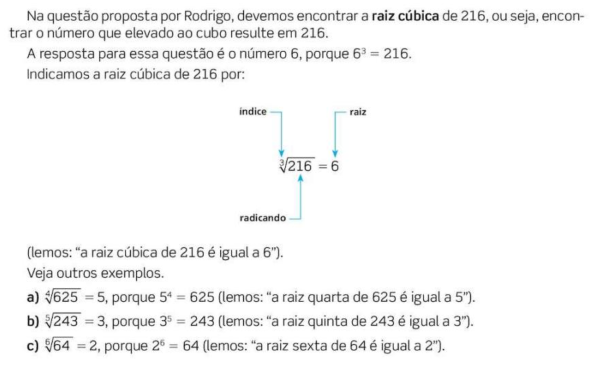 Na questão proposta por Rodrigo, devemos encontrar a raiz cúbica de 216, ou seja, encon-
trar o número que elevado ao cubo resulte em 216.
A resposta para essa questão é o número 6, porque 6³ = 216.
Indicamos a raiz cúbica de 216 por:
índice
raiz
∛216 = 6
radicando
(lemos: “a raiz cúbica de 216 é igual a 6”).
Veja outros exemplos.
a) ∜625 = 5, porque 5⁴ = 625 (lemos: “a raiz quarta de 625 é igual a 5”).
b) ⁵√243 = 3, porque 3⁵ = 243 (lemos: “a raiz quinta de 243 é igual a 3”).
c) ⁶√64 = 2, porque 2⁶ = 64 (lemos: “a raiz sexta de 64 é igual a 2”).